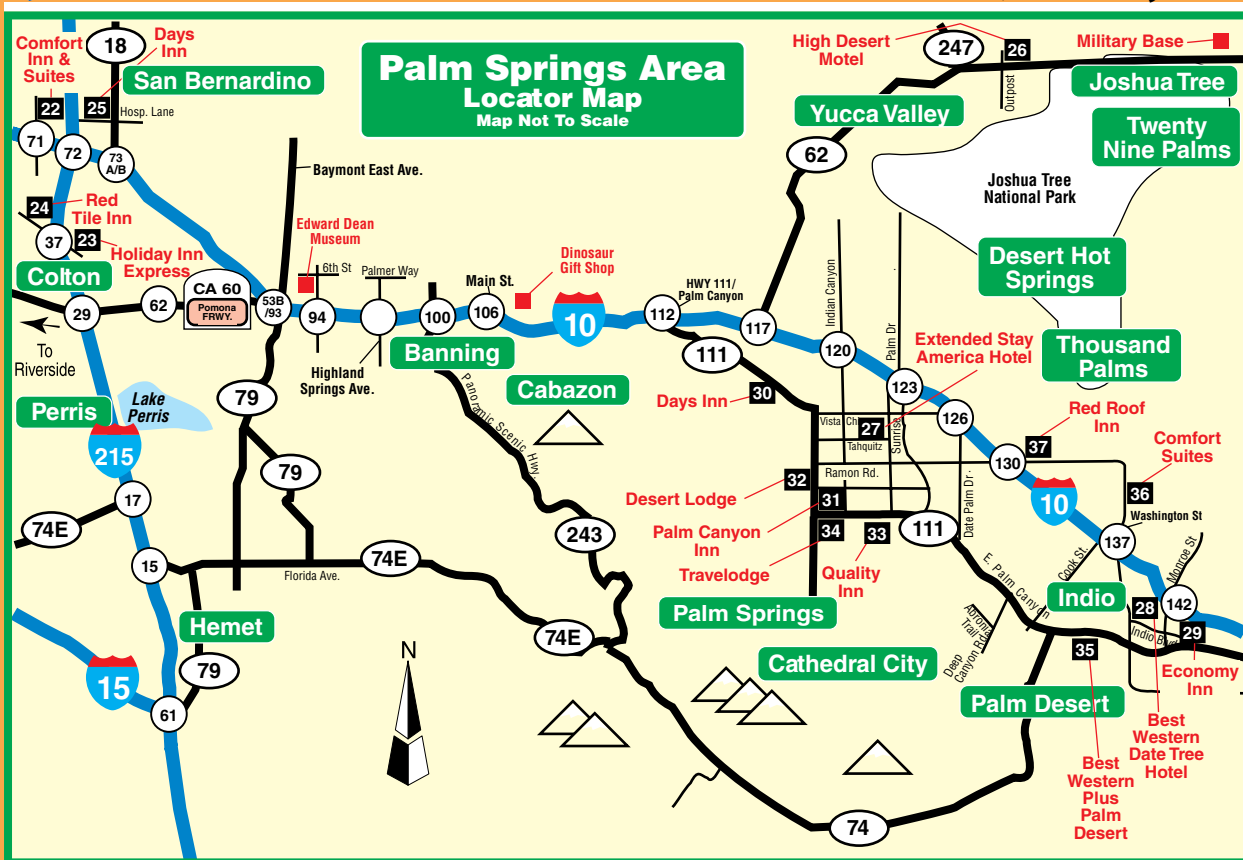 Palm Springs Area
Locator Map
Map Not To Scale
Comfort
Inn &
Suites
22
18
Days
Inn
25
San Bernardino
Hosp. Lane
71
72
73
A/B
24
Red
Tile Inn
37
23
Holiday Inn
Express
Colton
29
62
CA 60
Pomona
FRWY.
53B
/93
To
Riverside
Baymont East Ave.
Edward Dean
Museum
6th St
94
Palmer Way
Highland
Springs Ave.
100
Main St.
106
Dinosaur
Gift Shop
10
Banning
Cabazon
Panoramic Scenic Hwy.
HWY 111/
Palm Canyon
112
111
117
62
247
High Desert
Motel
26
Outpost
Military Base
Yucca Valley
Joshua Tree
Twenty
Nine Palms
Joshua Tree
National Park
Desert Hot
Springs
Thousand
Palms
Indian Canyon
Palm Dr
120
123
126
Extended Stay
America Hotel
27
Days Inn
30
Vista Ch
Tahquitz
Sunrise
Ramon Rd.
Date Palm Dr.
Red Roof
Inn
37
130
Comfort
Suites
36
10
Washington St
137
Desert Lodge
32
31
Palm Canyon
Inn
34
33
Travelodge
Quality
Inn
111
E. Palm Canyon
Cook St.
Monroe St
Palm Springs
Indio
28
142
Indio Blvd
29
Economy
Inn
Abronia
Trail
Deep
Canyon Rd.
35
Cathedral City
Palm Desert
Best
Western
Date Tree
Hotel
Best
Western
Plus
Palm
Desert
Perris
Lake
Perris
215
79
79
17
74E
15
Florida Ave.
74E
243
Hemet
79
74E
15
61
N
74